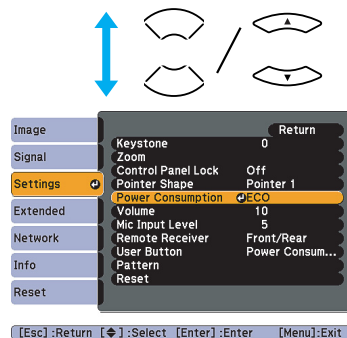 Return
Image
Signal
Settings
Extended
Network
Info
Reset
Keystone 0
Zoom
Control Panel Lock Off
Pointer Shape Pointer 1
Power Consumption ECO
Volume 10
Mic Input Level 5
Remote Receiver Front/Rear
User Button Power Consum...
Pattern
Reset
[Esc] :Return [◆] :Select [Enter] :Enter [Menu]:Exit